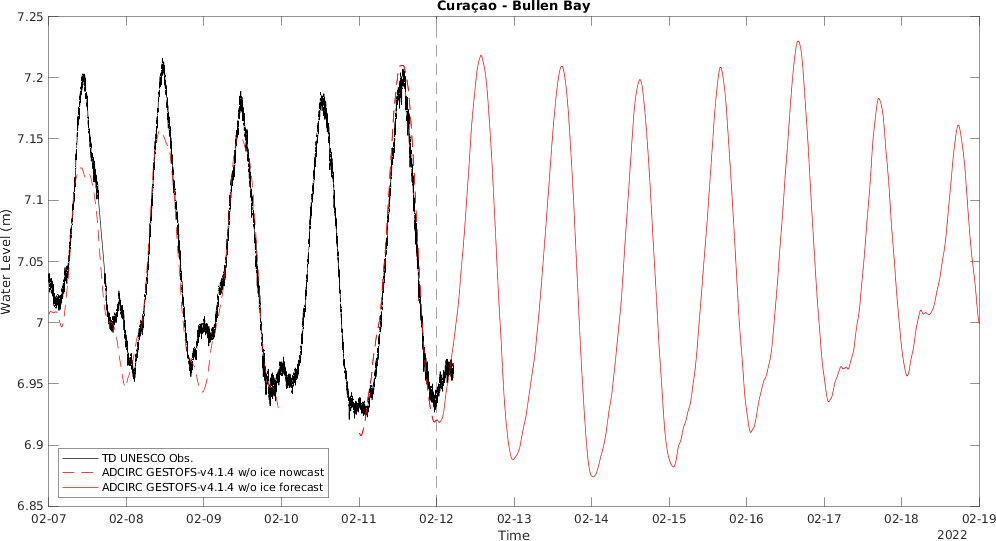 Curaçao - Bullen Bay
7.25
7.2
7.15
7.1
7.05
7
6.95
6.9
6.85
Water Level (m)
TD UNESCO Obs.
ADCIRC GESTOFS-v4.1.4 w/o ice nowcast
ADCIRC GESTOFS-v4.1.4 w/o ice forecast
02-07 02-08 02-09 02-10 02-11 02-12 02-13 02-14 02-15 02-16 02-17 02-18 02-19
Time
2022